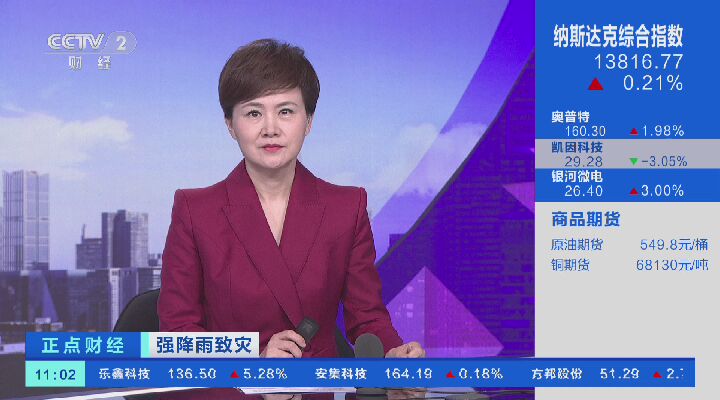 CCTV 2
财经
纳斯达克综合指数
13816.77
▲ 0.21%
奥普特
160.30 ▲ 1.98%
凯因科技
29.28 ▼ -3.05%
银河微电
26.40 ▲ 3.00%
商品期货
原油期货 549.8元/桶
铜期货 68130元/吨
正点财经 强降雨致灾
11:02 乐鑫科技 136.50 ▲ 5.28% 安集科技 164.19 ▲ 0.18% 方邦股份 51.29 ▲ 2.